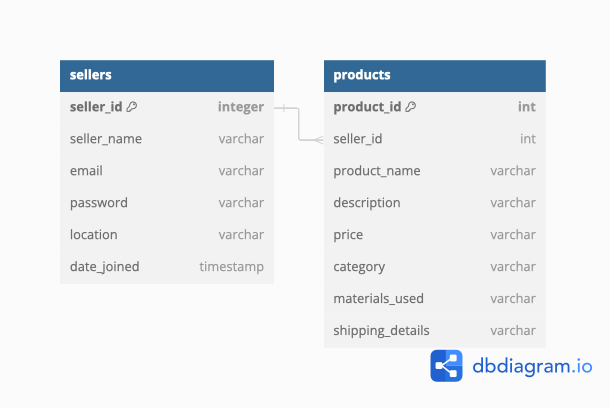 sellers
seller_id integer
seller_name varchar
email varchar
password varchar
location varchar
date_joined timestamp
products
product_id int
seller_id int
product_name varchar
description varchar
price varchar
category varchar
materials_used varchar
shipping_details varchar
dbdiagram.io